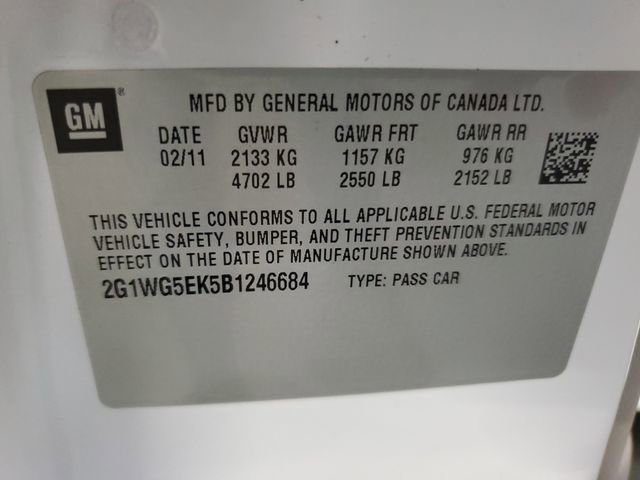 GM®
MFD BY GENERAL MOTORS OF CANADA LTD.
DATE GVWR GAWR FRT GAWR RR
02/11 2133 KG 1157 KG 976 KG
4702 LB 2550 LB 2152 LB
THIS VEHICLE CONFORMS TO ALL APPLICABLE U.S. FEDERAL MOTOR
VEHICLE SAFETY, BUMPER, AND THEFT PREVENTION STANDARDS IN
EFFECT ON THE DATE OF MANUFACTURE SHOWN ABOVE.
2G1WG5EK5B1246684 TYPE: PASS CAR